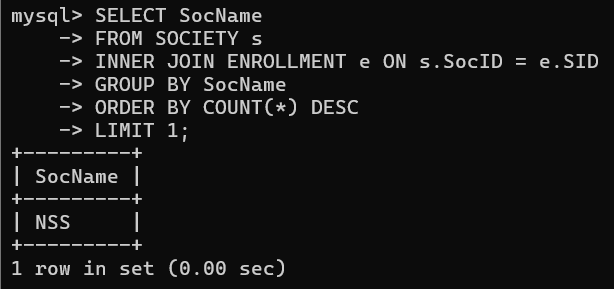 mysql> SELECT SocName
    -> FROM SOCIETY s
    -> INNER JOIN ENROLLMENT e ON s.SocID = e.SID
    -> GROUP BY SocName
    -> ORDER BY COUNT(*) DESC
    -> LIMIT 1;
+---------+
| SocName |
+---------+
| NSS     |
+---------+
1 row in set (0.00 sec)